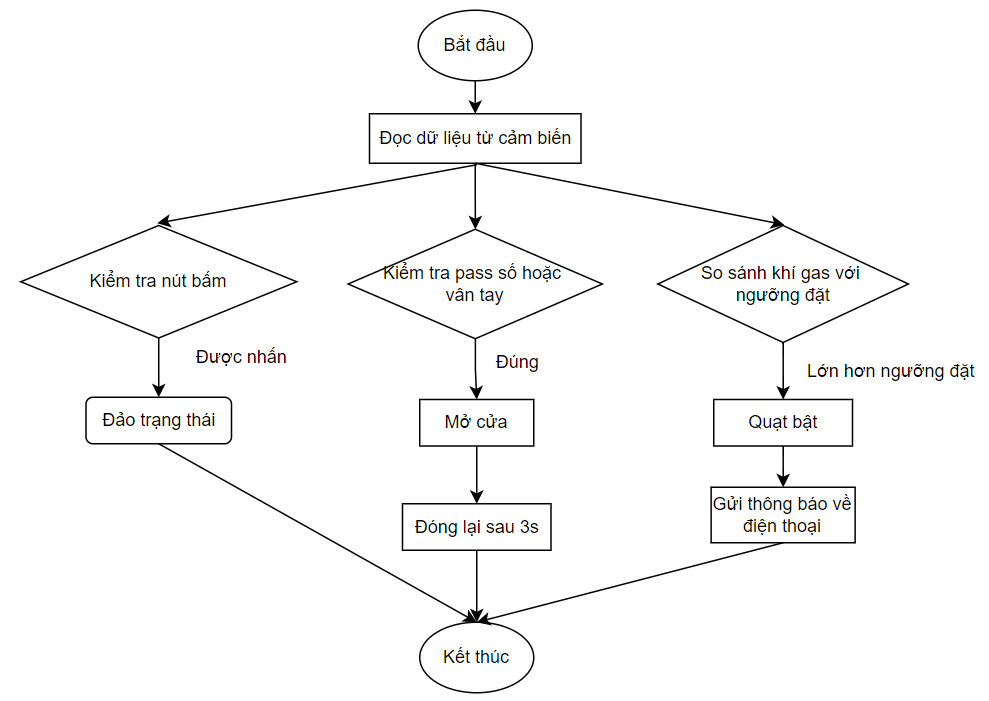 Bắt đầu
Đọc dữ liệu từ cảm biến
Kiểm tra nút bấm
Kiểm tra pass số hoặc
vân tay
So sánh khí gas với
ngưỡng đặt
Được nhấn
Đúng
Lớn hơn ngưỡng đặt
Đảo trạng thái
Mở cửa
Quạt bật
Đóng lại sau 3s
Gửi thông báo về
điện thoại
Kết thúc